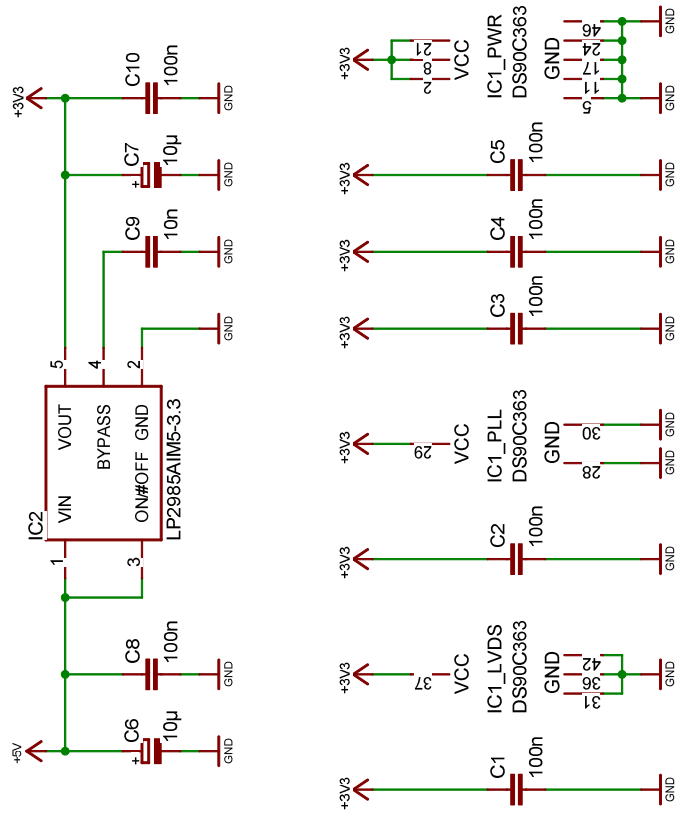 +3V3
C10
100n
GND
C7
+
10µ
GND
C9
10n
GND
GND
5
4
2
IC2
VIN
VOUT
BYPASS
ON/#OFF
GND
LP2985AIM5-3.3
1
3
C8
100n
GND
+5V
C6
+
10µ
GND
+3V3
21
8
2
VCC
IC1_PWR
DS90C363
GND
46
24
17
11
5
GND
GND
+3V3
C5
100n
GND
+3V3
C4
100n
GND
+3V3
C3
100n
GND
+3V3
29
VCC
IC1_PLL
DS90C363
GND
30
28
GND
GND
+3V3
C2
100n
GND
+3V3
37
VCC
IC1_LVDS
DS90C363
GND
42
36
31
GND
+3V3
C1
100n
GND